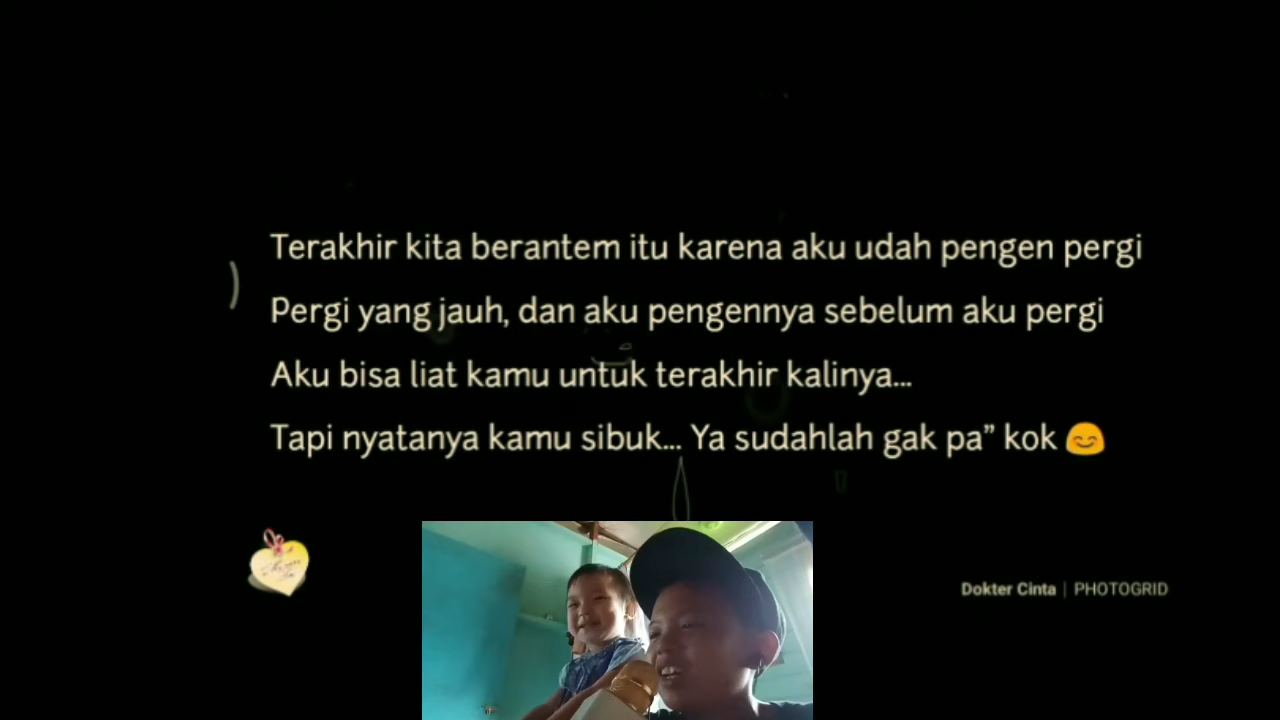 Terakhir kita berantem itu karena aku udah pengen pergi
Pergi yang jauh, dan aku pengennya sebelum aku pergi
Aku bisa liat kamu untuk terakhir kalinya...
Tapi nyatanya kamu sibuk... Ya sudahlah gak pa” kok 😊
Dokter Cinta | PHOTOGRID